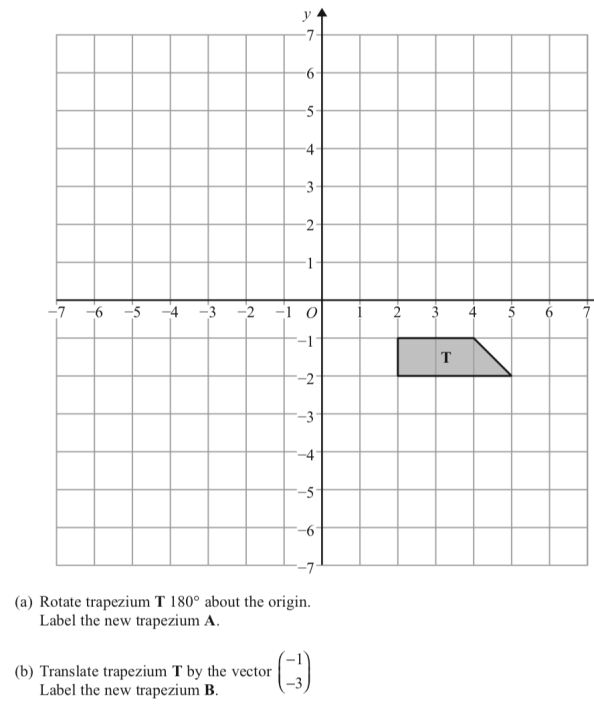 y
7
6
5
4
3
2
1
−7 −6 −5 −4 −3 −2 −1 O 1 2 3 4 5 6 7
−1
T
−2
−3
−4
−5
−6
−7
(a) Rotate trapezium T 180° about the origin.
Label the new trapezium A.
(b) Translate trapezium T by the vector (−1
−3)
Label the new trapezium B.